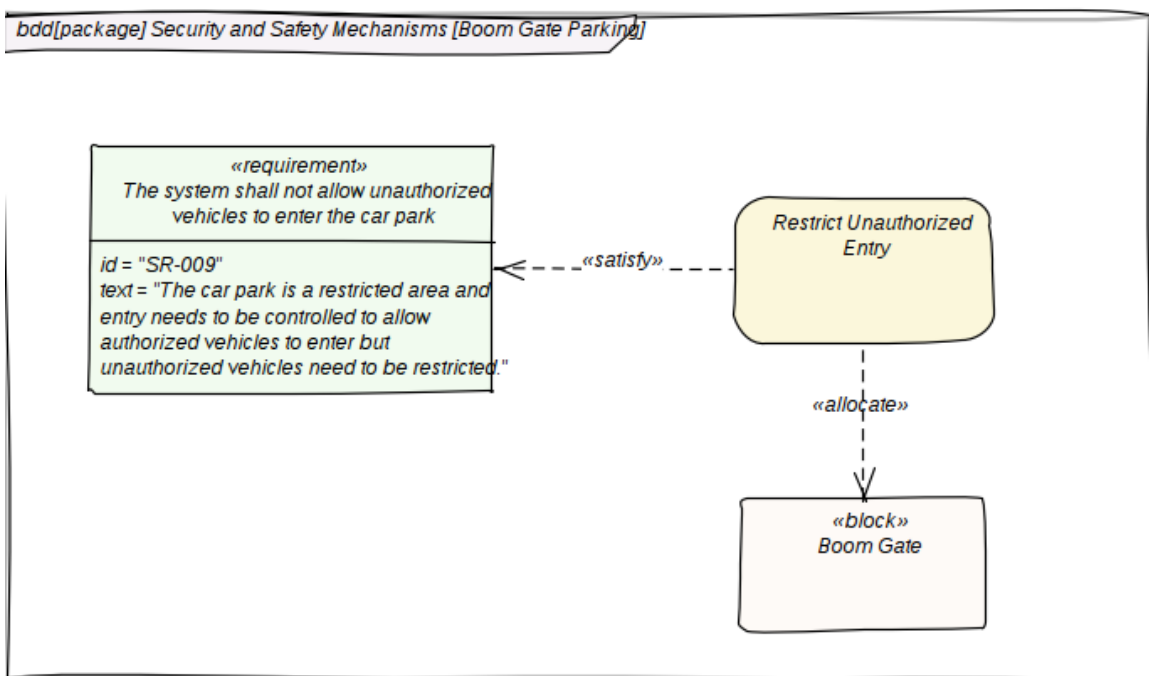 bdd[package] Security and Safety Mechanisms [Boom Gate Parking]
«requirement»
The system shall not allow unauthorized
vehicles to enter the car park
id = "SR-009"
text = "The car park is a restricted area and
entry needs to be controlled to allow
authorized vehicles to enter but
unauthorized vehicles need to be restricted."
«satisfy»
Restrict Unauthorized
Entry
«allocate»
«block»
Boom Gate